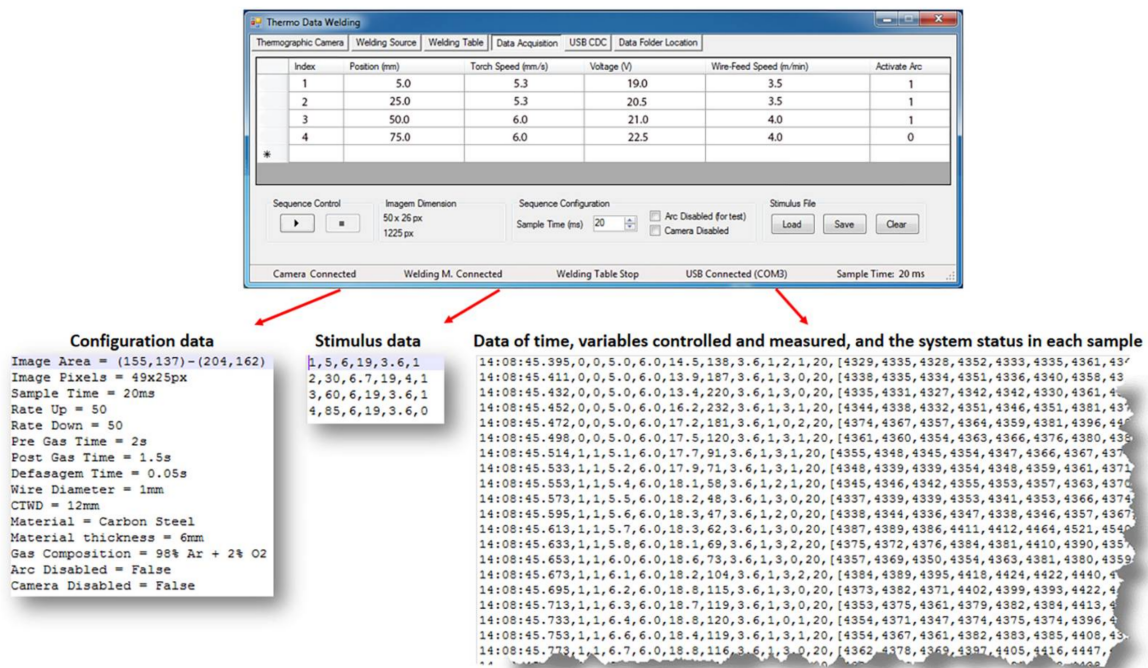 Thermo Data Welding
Thermographic Camera Welding Source Welding Table Data Acquisition USB CDC Data Folder Location
Index Position (mm) Torch Speed (mm/s) Voltage (V) Wire-Feed Speed (m/min) Activate Arc
1 5.0 5.3 19.0 3.5 1
2 25.0 5.3 20.5 3.5 1
3 50.0 6.0 21.0 4.0 1
4 75.0 6.0 22.5 4.0 0
*
Sequence Control Imagem Dimension Sequence Configuration Stimulus File
50 x 26 px
1225 px
Sample Time (ms) 20
Arc Disabled (for test)
Camera Disabled
Load Save Clear
Camera Connected Welding M. Connected Welding Table Stop USB Connected (COM3) Sample Time: 20 ms
Configuration data
Image Area = (155,137)-(204,162)
Image Pixels = 49x25px
Sample Time = 20ms
Rate Up = 50
Rate Down = 50
Pre Gas Time = 2s
Post Gas Time = 1.5s
Defasagem Time = 0.05s
Wire Diameter = 1mm
CTWD = 12mm
Material = Carbon Steel
Material thickness = 6mm
Gas Composition = 98% Ar + 2% O2
Arc Disabled = False
Camera Disabled = False
Stimulus data
1,5,6,19,3.6,1
2,30,6.7,19,4,1
3,60,6,19,3.6,1
4,85,6,19,3.6,0
Data of time, variables controlled and measured, and the system status in each sample
14:08:45.395,0,0,5.0,6.0,14.5,138,3.6,1,2,1,20,[4329,4335,4328,4352,4333,4335,4361,
14:08:45.411,0,0,5.0,6.0,13.9,187,3.6,1,3,0,20,[4338,4335,4334,4351,4336,4340,4358,
14:08:45.432,0,0,5.0,6.0,13.4,220,3.6,1,3,0,20,[4335,4331,4327,4342,4342,4330,4361,
14:08:45.452,0,0,5.0,6.0,16.2,232,3.6,1,3,1,20,[4344,4338,4332,4351,4346,4351,4381,
14:08:45.472,0,0,5.0,6.0,17.2,181,3.6,1,0,2,20,[4374,4367,4357,4364,4359,4381,4396,
14:08:45.498,0,0,5.0,6.0,17.5,120,3.6,1,3,1,20,[4361,4360,4354,4363,4366,4376,4380,
14:08:45.514,1,1,5.1,6.0,17.7,91,3.6,1,3,1,20,[4355,4348,4345,4354,4347,4366,4367,
14:08:45.533,1,1,5.2,6.0,17.9,71,3.6,1,3,1,20,[4348,4339,4339,4354,4348,4359,4361,
14:08:45.553,1,1,5.4,6.0,18.1,58,3.6,1,2,1,20,[4345,4346,4342,4355,4353,4357,4363,
14:08:45.573,1,1,5.5,6.0,18.2,48,3.6,1,3,0,20,[4337,4339,4339,4353,4341,4353,4366,
14:08:45.595,1,1,5.6,6.0,18.3,47,3.6,1,2,0,20,[4338,4344,4336,4347,4338,4346,4357,
14:08:45.613,1,1,5.7,6.0,18.3,62,3.6,1,3,0,20,[4387,4389,4386,4411,4412,4464,4521,
14:08:45.633,1,1,5.8,6.0,18.1,69,3.6,1,3,2,20,[4375,4372,4376,4384,4381,4410,4390,
14:08:45.653,1,1,6.0,6.0,18.6,73,3.6,1,3,0,20,[4357,4369,4350,4354,4363,4381,4380,
14:08:45.673,1,1,6.1,6.0,18.2,104,3.6,1,3,2,20,[4384,4389,4395,4418,4424,4422,4440,
14:08:45.695,1,1,6.2,6.0,18.8,115,3.6,1,3,0,20,[4373,4382,4371,4402,4399,4393,4422,
14:08:45.713,1,1,6.3,6.0,18.7,119,3.6,1,3,0,20,[4353,4375,4361,4379,4382,4384,4413,
14:08:45.733,1,1,6.4,6.0,18.8,120,3.6,1,0,1,20,[4354,4371,4347,4374,4375,4374,4396,
14:08:45.753,1,1,6.6,6.0,18.4,119,3.6,1,3,1,20,[4354,4367,4361,4382,4383,4385,4408,
14:08:45.773,1,1,6.7,6.0,18.8,116,3.6,1,3,0,20,[4362,4378,4369,4397,4405,4416,4447,